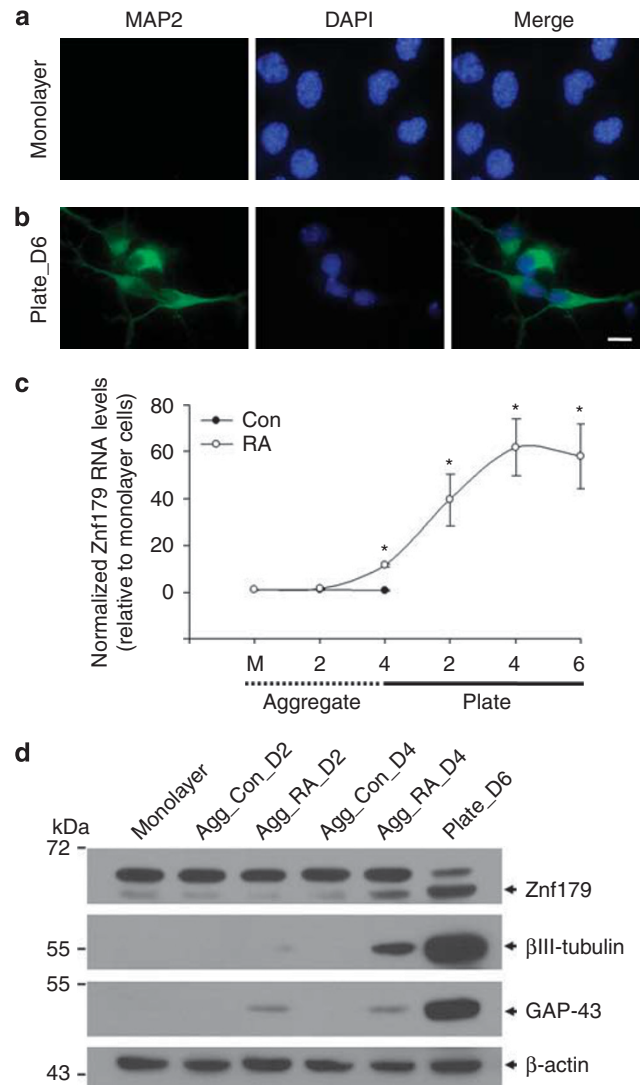 a
MAP2 DAPI Merge
Monolayer
b
Plate_D6
c
Normalized Znf179 RNA levels
(relative to monolayer cells)
80
60
40
20
0
Con
RA
* * * *
M 2 4 2 4 6
Aggregate Plate
d
kDa Monolayer Agg_Con_D2 Agg_RA_D2 Agg_Con_D4 Agg_RA_D4 Plate_D6
72
Znf179
55 βIII-tubulin
55
GAP-43
43 β-actin